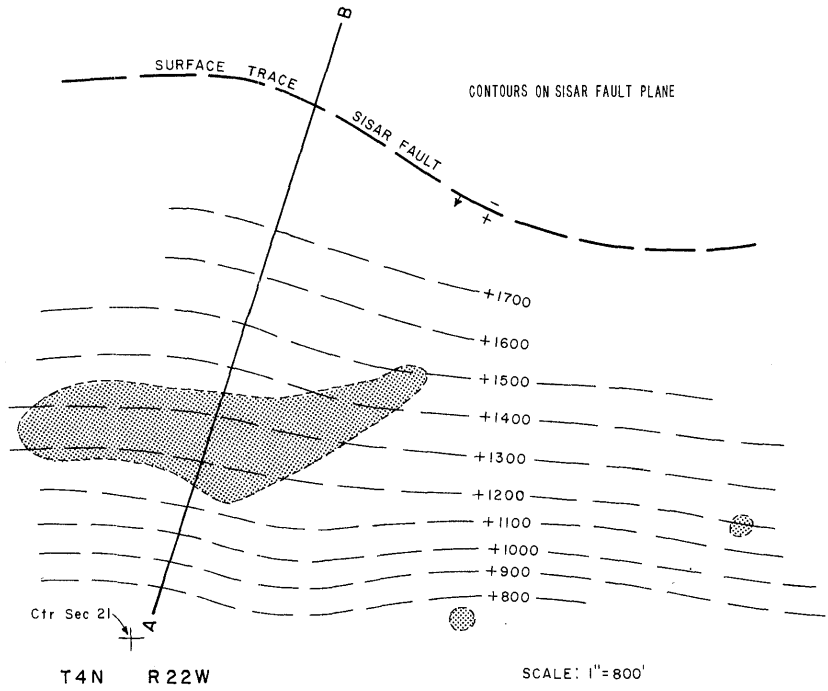 B
SURFACE TRACE
CONTOURS ON SISAR FAULT PLANE
SISAR FAULT
-
+
+1700
+1600
+1500
+1400
+1300
+1200
+1100
+1000
+900
+800
Ctr Sec 21
A
T4N R22W
SCALE: 1"=800'